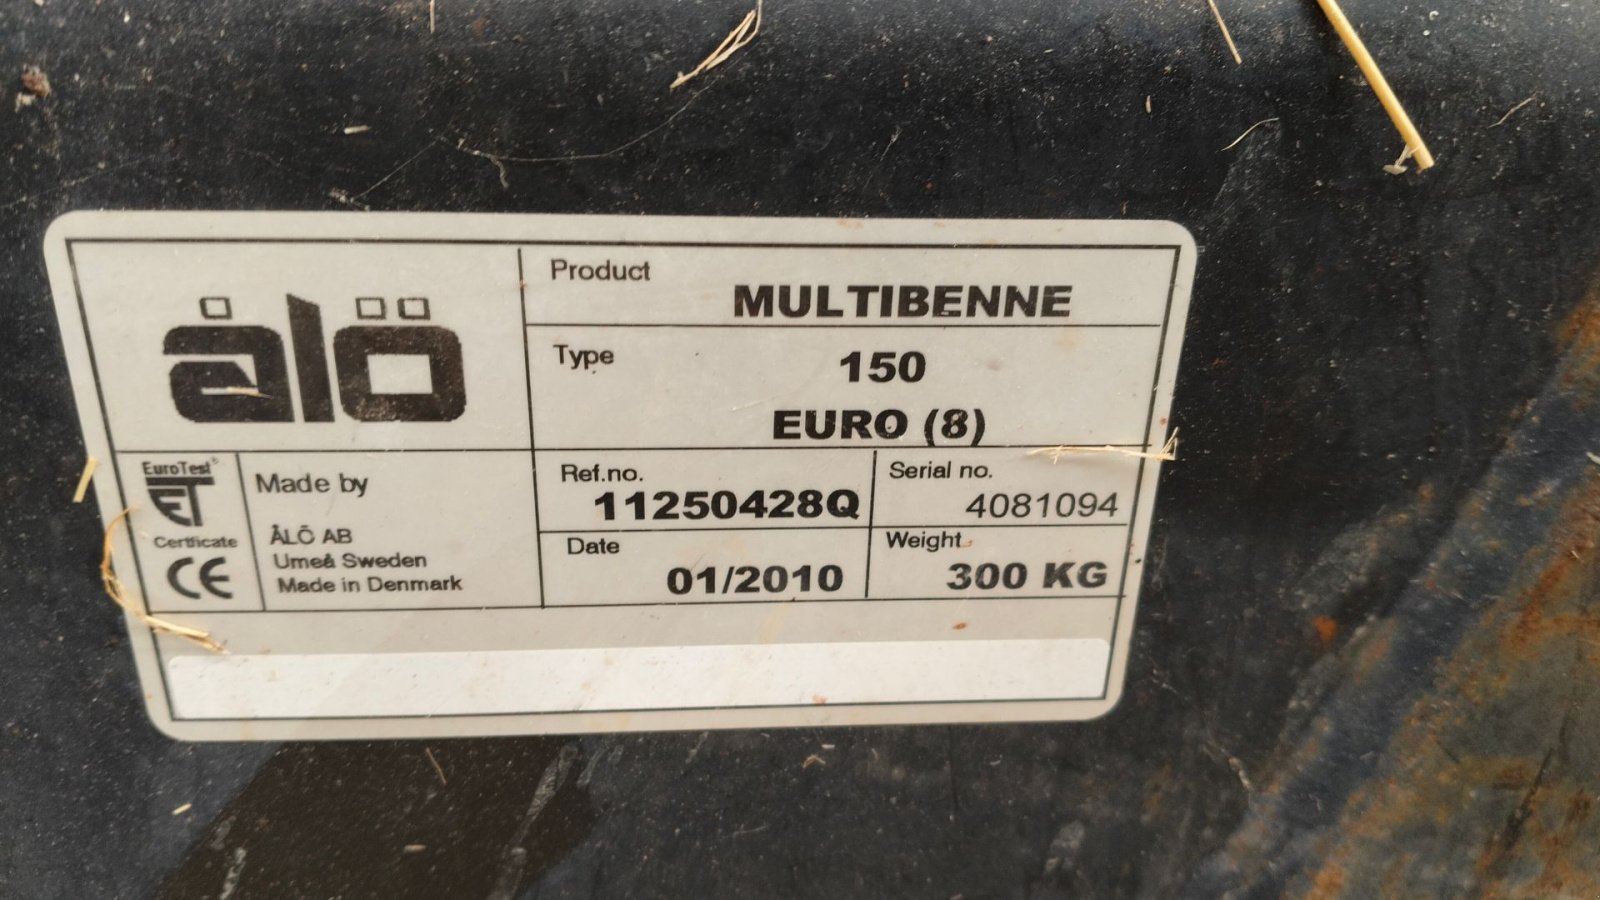 ålö
Product
MULTIBENNE
Type
150
EURO (8)
EuroTest®
ET
Certificate
CE
Made by
ÅLÖ AB
Umeå Sweden
Made in Denmark
Ref.no.
11250428Q
Serial no.
4081094
Date
01/2010
Weight
300 KG